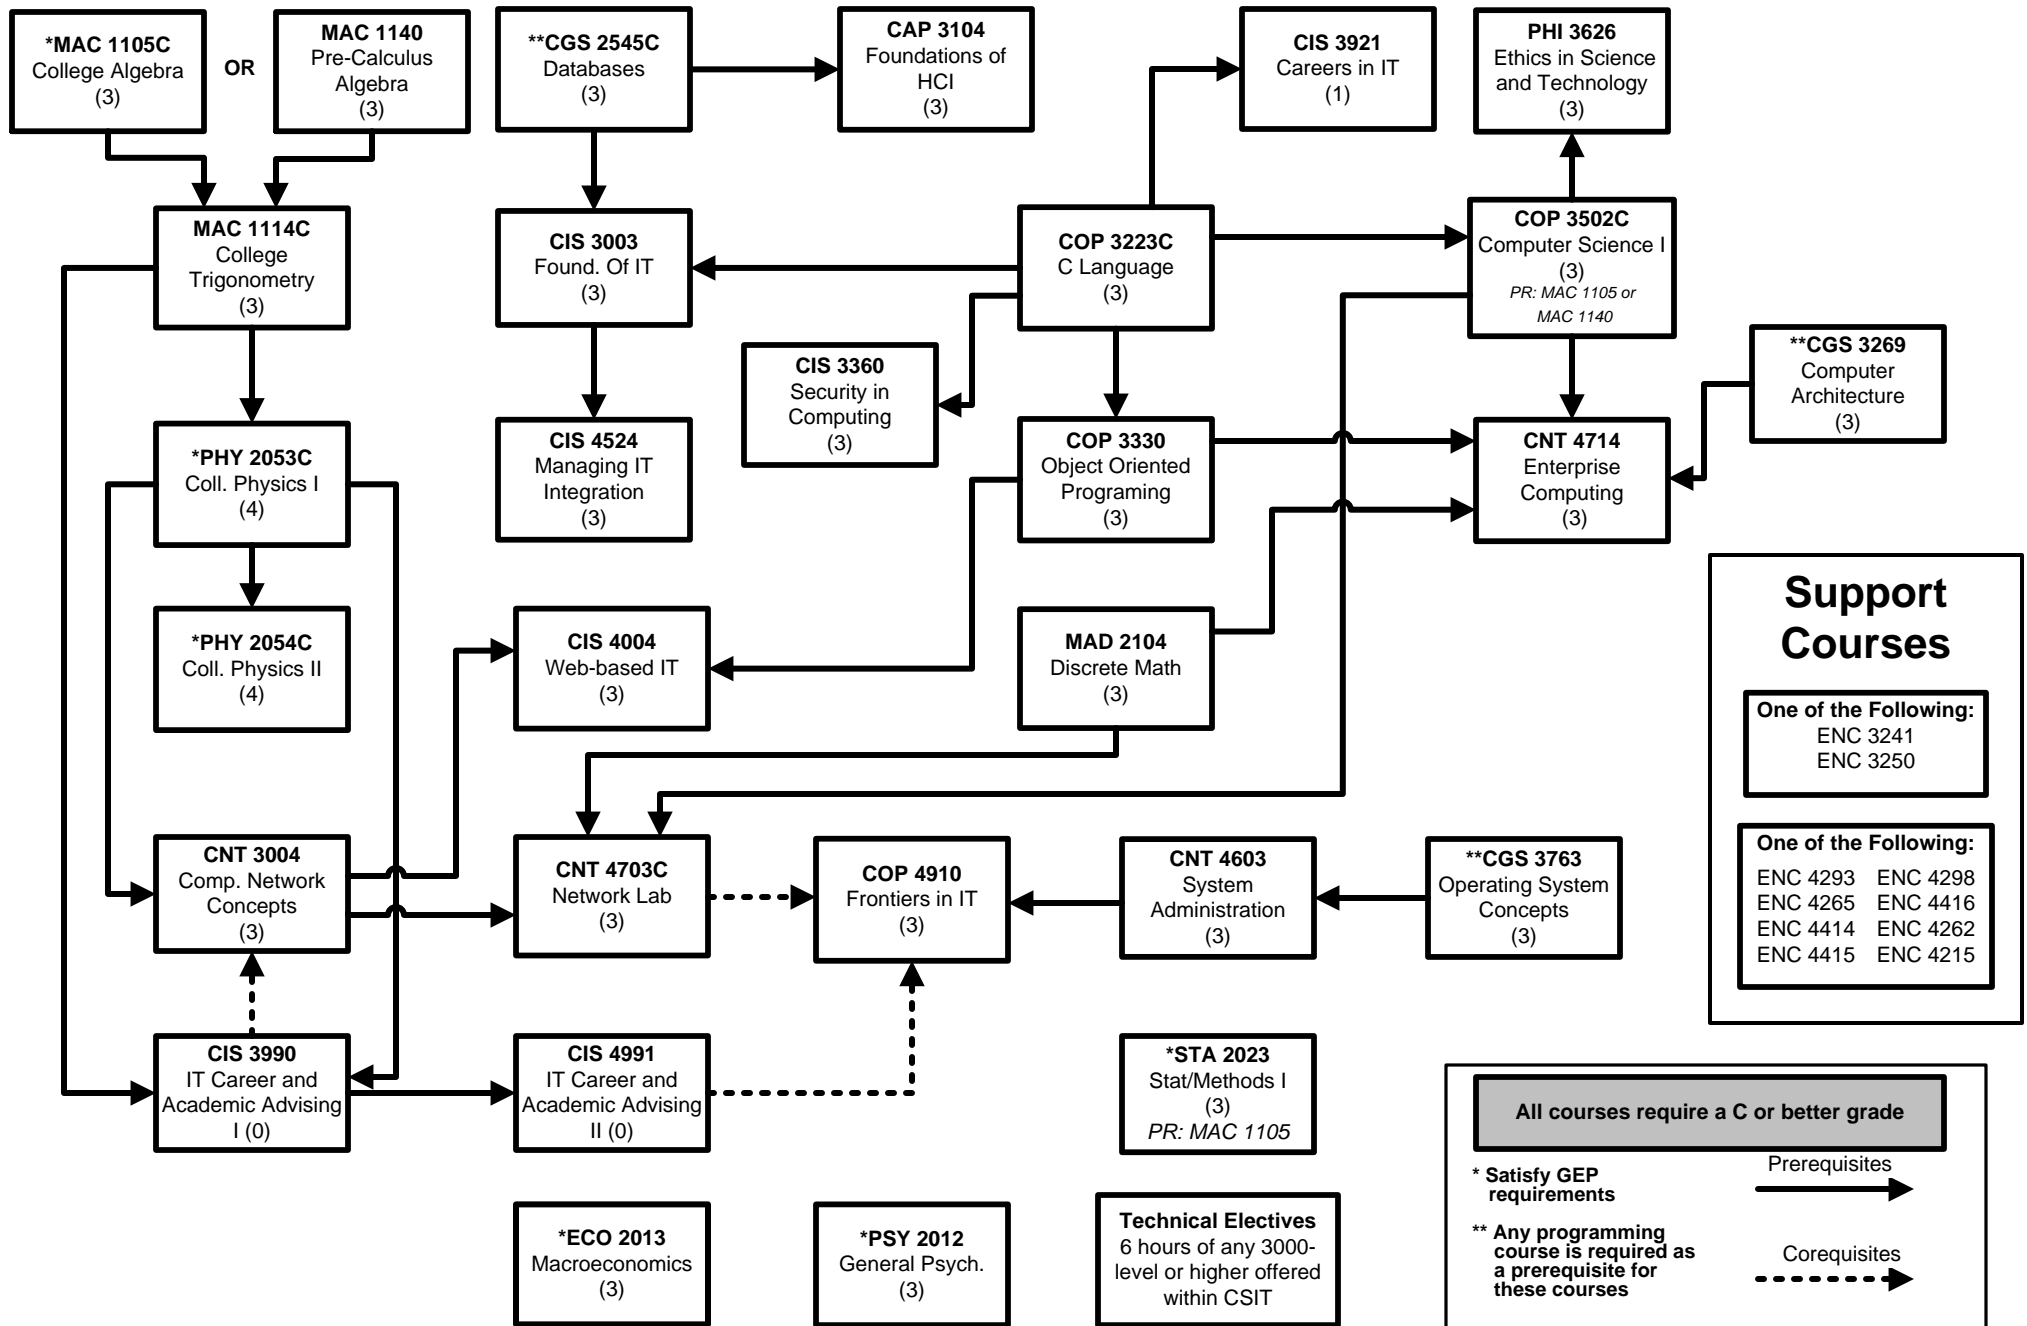 *MAC 1105C
College Algebra
(3)
OR
MAC 1140
Pre-Calculus
Algebra
(3)
**CGS 2545C
Databases
(3)
CAP 3104
Foundations of
HCI
(3)
CIS 3921
Careers in IT
(1)
PHI 3626
Ethics in Science
and Technology
(3)
MAC 1114C
College
Trigonometry
(3)
CIS 3003
Found. Of IT
(3)
COP 3223C
C Language
(3)
COP 3502C
Computer Science I
(3)
PR: MAC 1105 or
MAC 1140
CIS 3360
Security in
Computing
(3)
**CGS 3269
Computer
Architecture
(3)
*PHY 2053C
Coll. Physics I
(4)
CIS 4524
Managing IT
Integration
(3)
COP 3330
Object Oriented
Programing
(3)
CNT 4714
Enterprise
Computing
(3)
*PHY 2054C
Coll. Physics II
(4)
CIS 4004
Web-based IT
(3)
MAD 2104
Discrete Math
(3)
Support
Courses
One of the Following:
ENC 3241
ENC 3250
One of the Following:
ENC 4293 ENC 4298
ENC 4265 ENC 4416
ENC 4414 ENC 4262
ENC 4415 ENC 4215
CNT 3004
Comp. Network
Concepts
(3)
CNT 4703C
Network Lab
(3)
COP 4910
Frontiers in IT
(3)
CNT 4603
System
Administration
(3)
**CGS 3763
Operating System
Concepts
(3)
CIS 3990
IT Career and
Academic Advising
I (0)
CIS 4991
IT Career and
Academic Advising
II (0)
*STA 2023
Stat/Methods I
(3)
PR: MAC 1105
*ECO 2013
Macroeconomics
(3)
*PSY 2012
General Psych.
(3)
Technical Electives
6 hours of any 3000-
level or higher offered
within CSIT
All courses require a C or better grade
* Satisfy GEP
requirements
Prerequisites
** Any programming
course is required as
a prerequisite for
these courses
Corequisites